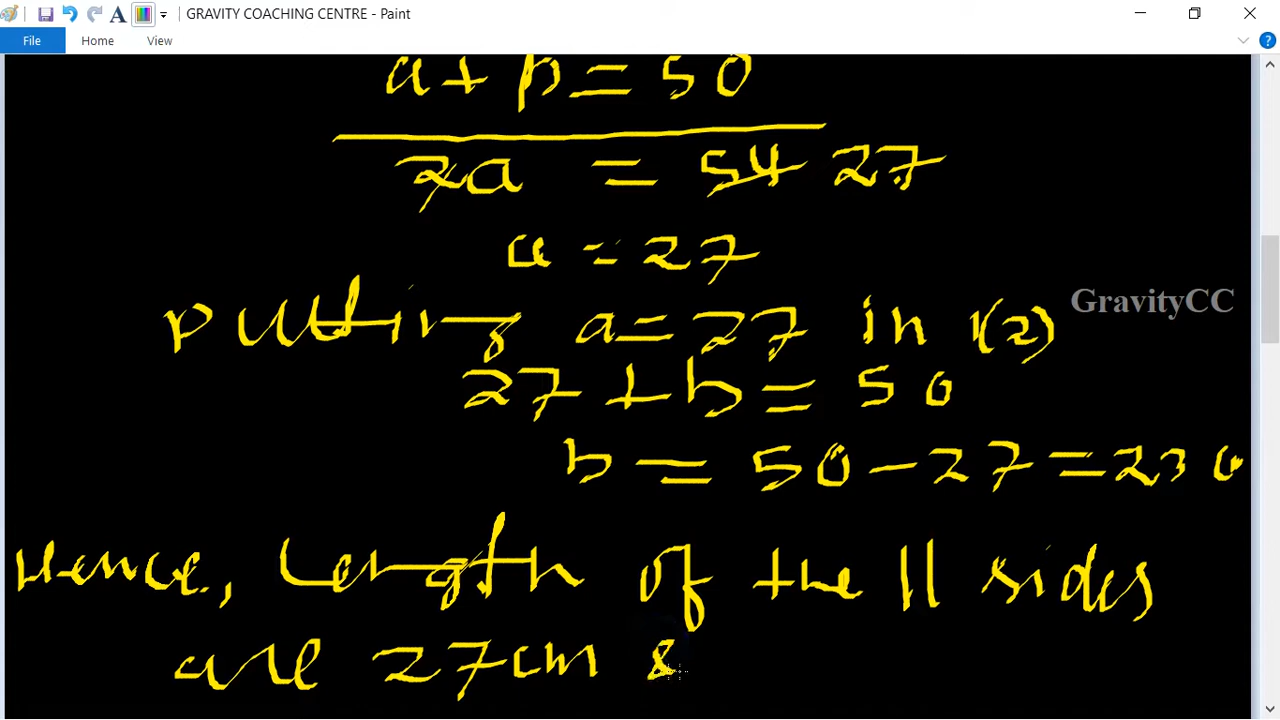 GRAVITY COACHING CENTRE - Paint
File Home View
a+b=50
2a = 54 27
a = 27
putting a=27 in (2)
GravityCC
27 + b = 50
b = 50 - 27 = 23
Hence, Length of the || sides
are 27cm &